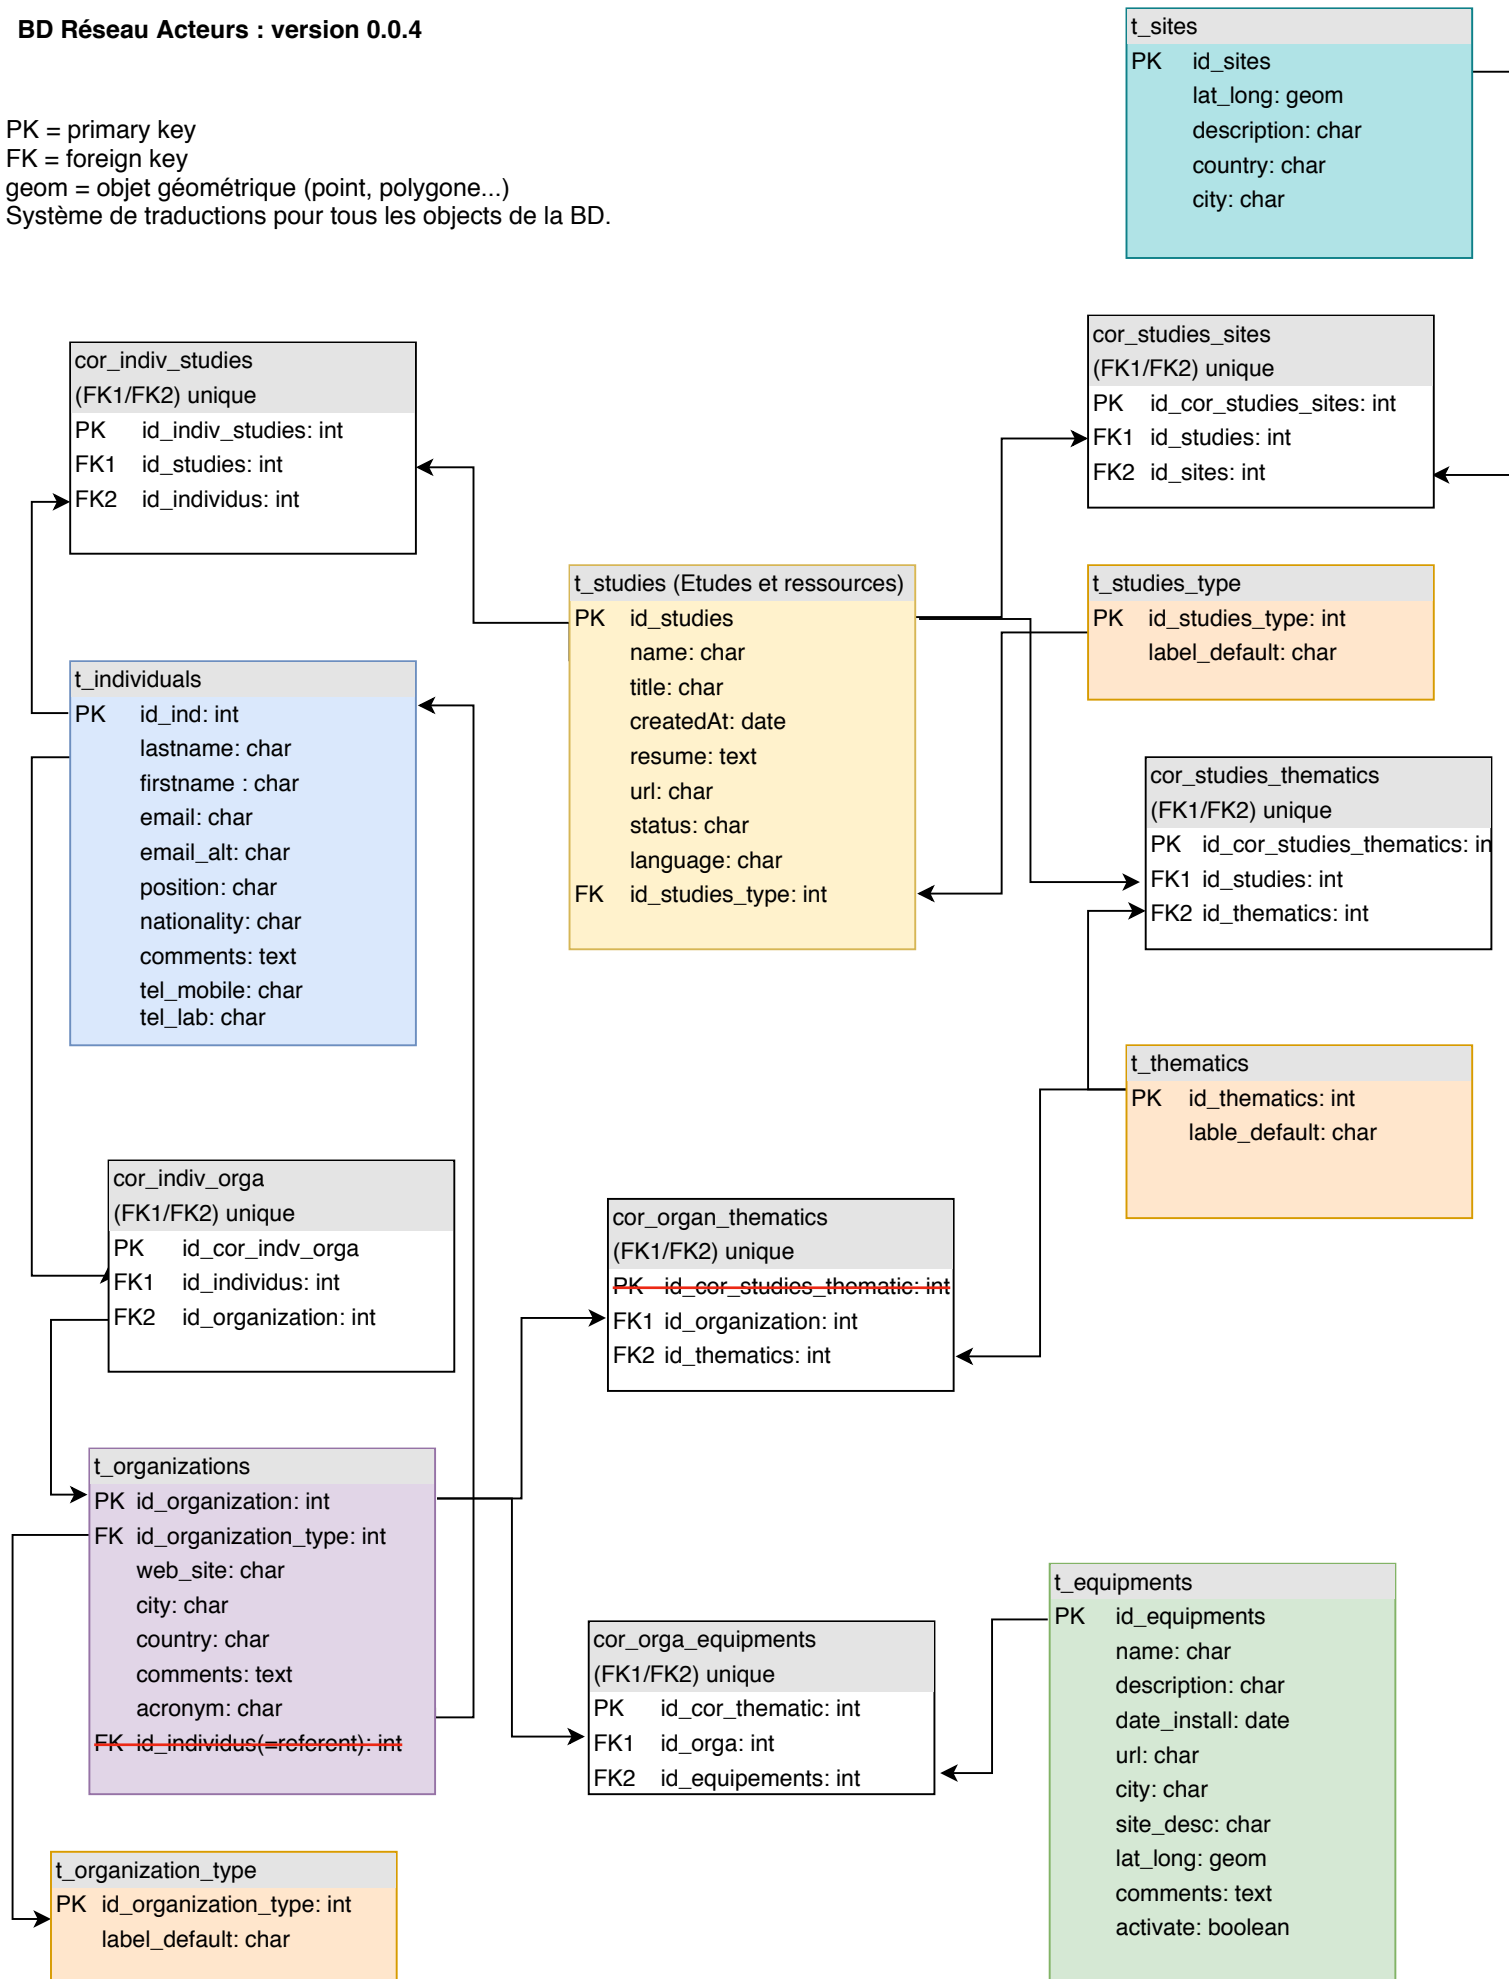 BD Réseau Acteurs : version 0.0.4
PK = primary key
FK = foreign key
geom = objet géométrique (point, polygone...)
Système de traductions pour tous les objects de la BD.
t_sites
PK id_sites
lat_long: geom
description: char
country: char
city: char
cor_indiv_studies
(FK1/FK2) unique
PK id_indiv_studies: int
FK1 id_studies: int
FK2 id_individus: int
cor_studies_sites
(FK1/FK2) unique
PK id_cor_studies_sites: int
FK1 id_studies: int
FK2 id_sites: int
t_studies (Etudes et ressources)
PK id_studies
name: char
title: char
createdAt: date
resume: text
url: char
status: char
language: char
FK id_studies_type: int
t_studies_type
PK id_studies_type: int
label_default: char
t_individuals
PK id_ind: int
lastname: char
firstname : char
email: char
email_alt: char
position: char
nationality: char
comments: text
tel_mobile: char
tel_lab: char
cor_studies_thematics
(FK1/FK2) unique
PK id_cor_studies_thematics: in
FK1 id_studies: int
FK2 id_thematics: int
t_thematics
PK id_thematics: int
lable_default: char
cor_indiv_orga
(FK1/FK2) unique
PK id_cor_indv_orga
FK1 id_individus: int
FK2 id_organization: int
cor_organ_thematics
(FK1/FK2) unique
PK id_cor_studies_thematic: int
FK1 id_organization: int
FK2 id_thematics: int
t_organizations
PK id_organization: int
FK id_organization_type: int
web_site: char
city: char
country: char
comments: text
acronym: char
FK id_individus(=referent): int
cor_orga_equipments
(FK1/FK2) unique
PK id_cor_thematic: int
FK1 id_orga: int
FK2 id_equipements: int
t_equipments
PK id_equipments
name: char
description: char
date_install: date
url: char
city: char
site_desc: char
lat_long: geom
comments: text
activate: boolean
t_organization_type
PK id_organization_type: int
label_default: char